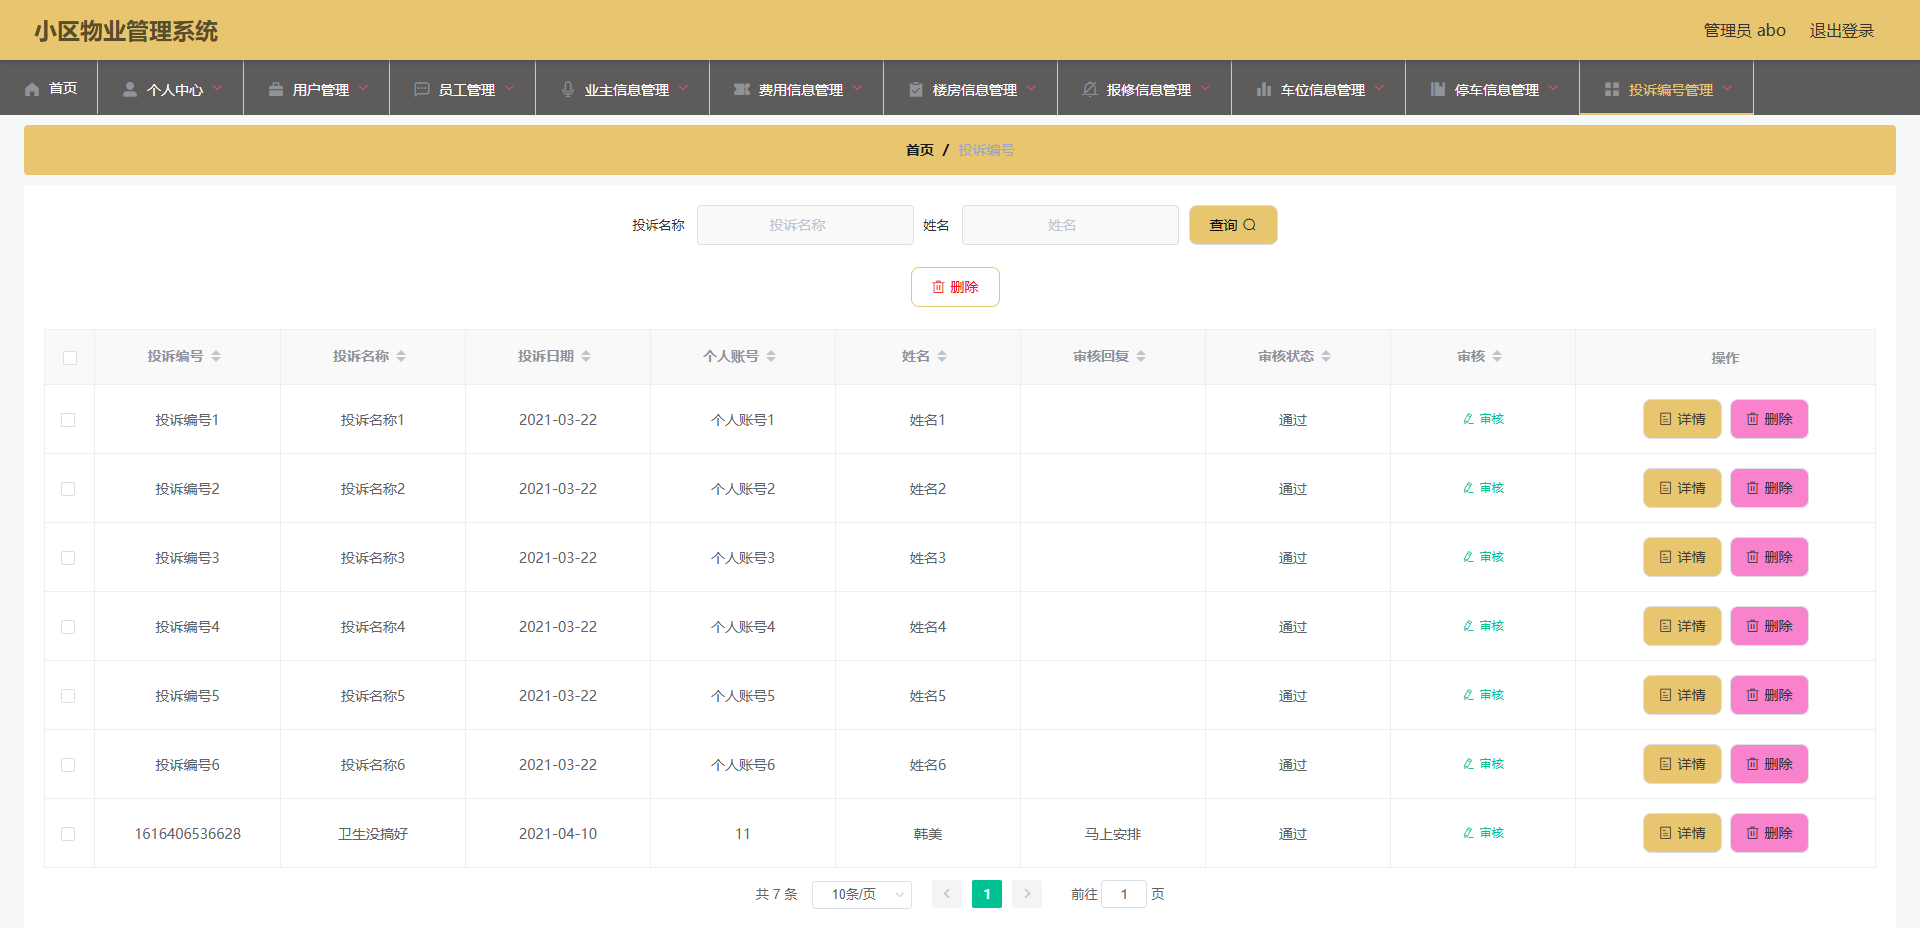 小区物业管理系统
管理员 abo 退出登录
首页 个人中心 用户管理 员工管理 业主信息管理 费用信息管理 楼房信息管理 报修信息管理 车位信息管理 停车信息管理 投诉编号管理
首页 / 投诉编号
投诉名称 投诉名称 姓名 姓名 查询
删除
投诉编号 投诉名称 投诉日期 个人账号 姓名 审核回复 审核状态 审核 操作
投诉编号1 投诉名称1 2021-03-22 个人账号1 姓名1 通过 审核 详情 删除
投诉编号2 投诉名称2 2021-03-22 个人账号2 姓名2 通过 审核 详情 删除
投诉编号3 投诉名称3 2021-03-22 个人账号3 姓名3 通过 审核 详情 删除
投诉编号4 投诉名称4 2021-03-22 个人账号4 姓名4 通过 审核 详情 删除
投诉编号5 投诉名称5 2021-03-22 个人账号5 姓名5 通过 审核 详情 删除
投诉编号6 投诉名称6 2021-03-22 个人账号6 姓名6 通过 审核 详情 删除
1616406536628 卫生没搞好 2021-04-10 11 韩美 马上安排 通过 审核 详情 删除
共 7 条 10条/页 1 前往 1 页